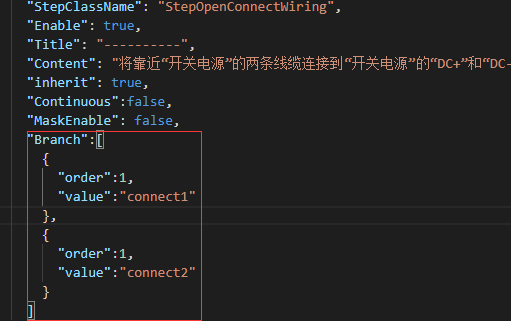 "StepClassName": "StepOpenConnectWiring",
"Enable": true,
"Title": "----------",
"Content": "将靠近“开关电源”的两条线缆连接到“开关电源”的“DC+”和“DC-
"inherit": true,
"Continuous":false,
"MaskEnable": false,
"Branch":[
{
"order":1,
"value":"connect1"
},
{
"order":1,
"value":"connect2"
}
]